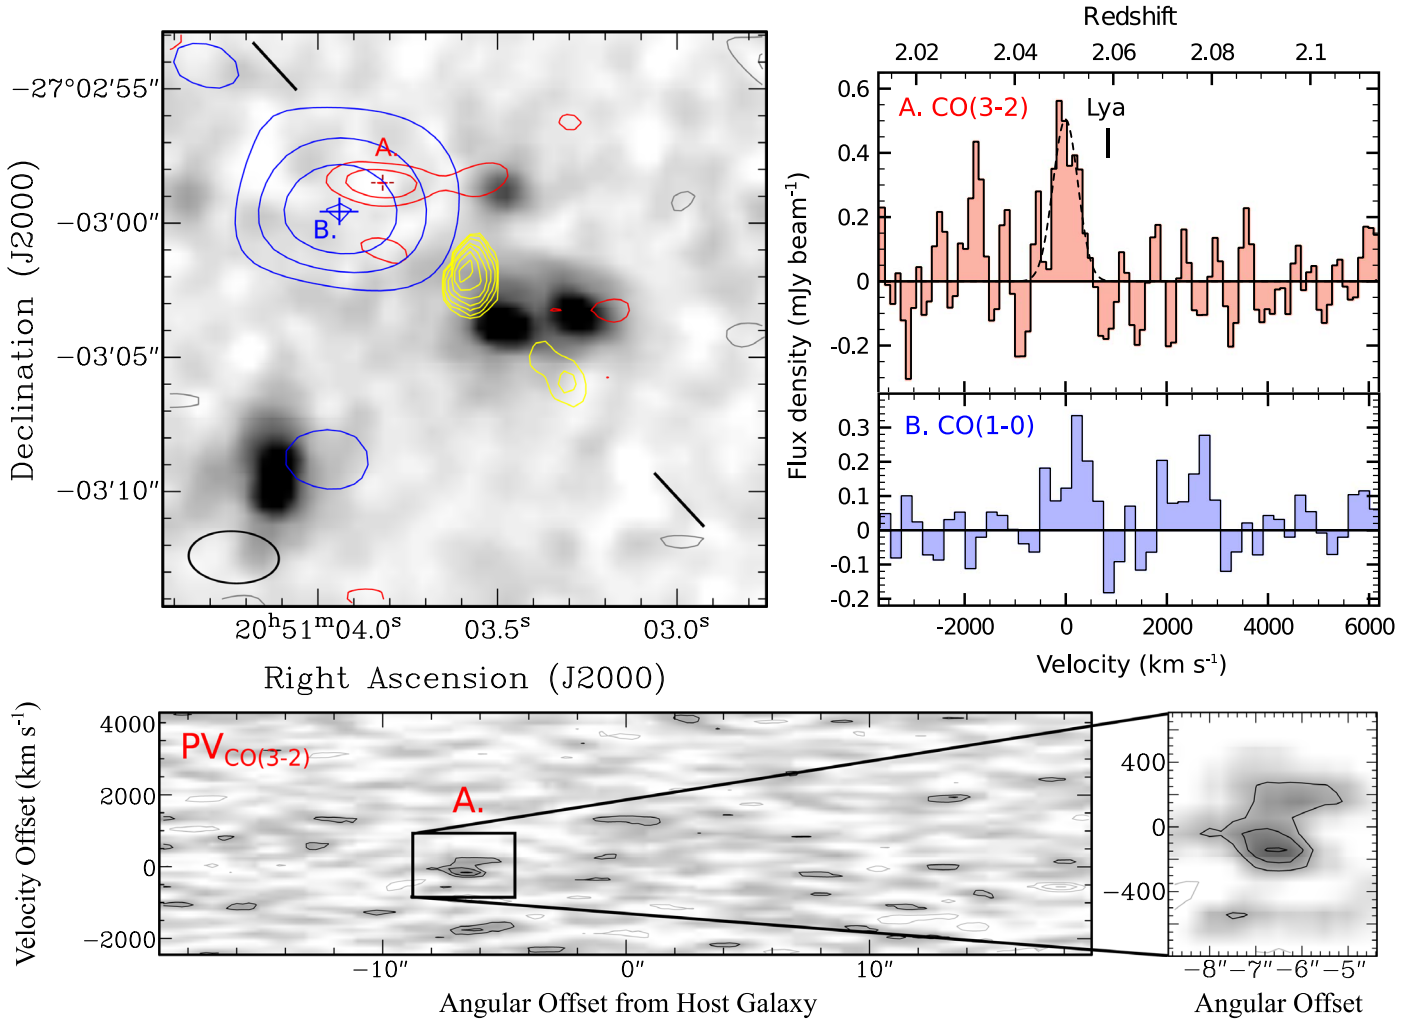 Declination (J2000)
−27°02′55″
−03′00″
−03′05″
−03′10″
A.
B.
20ʰ51ᵐ04.0ˢ 03.5ˢ 03.0ˢ
Right Ascension (J2000)
Redshift
2.02 2.04 2.06 2.08 2.1
Flux density (mJy beam⁻¹)
0.6
0.4
0.2
0
-0.2
A. CO(3-2)
Lya
0.3
0.2
0.1
0
-0.1
-0.2
B. CO(1-0)
-2000 0 2000 4000 6000
Velocity (km s⁻¹)
Velocity Offset (km s⁻¹)
4000
2000
0
−2000
PV_CO(3-2)
A.
−10″ 0″ 10″
Angular Offset from Host Galaxy
400
0
−400
−8″−7″−6″−5″
Angular Offset